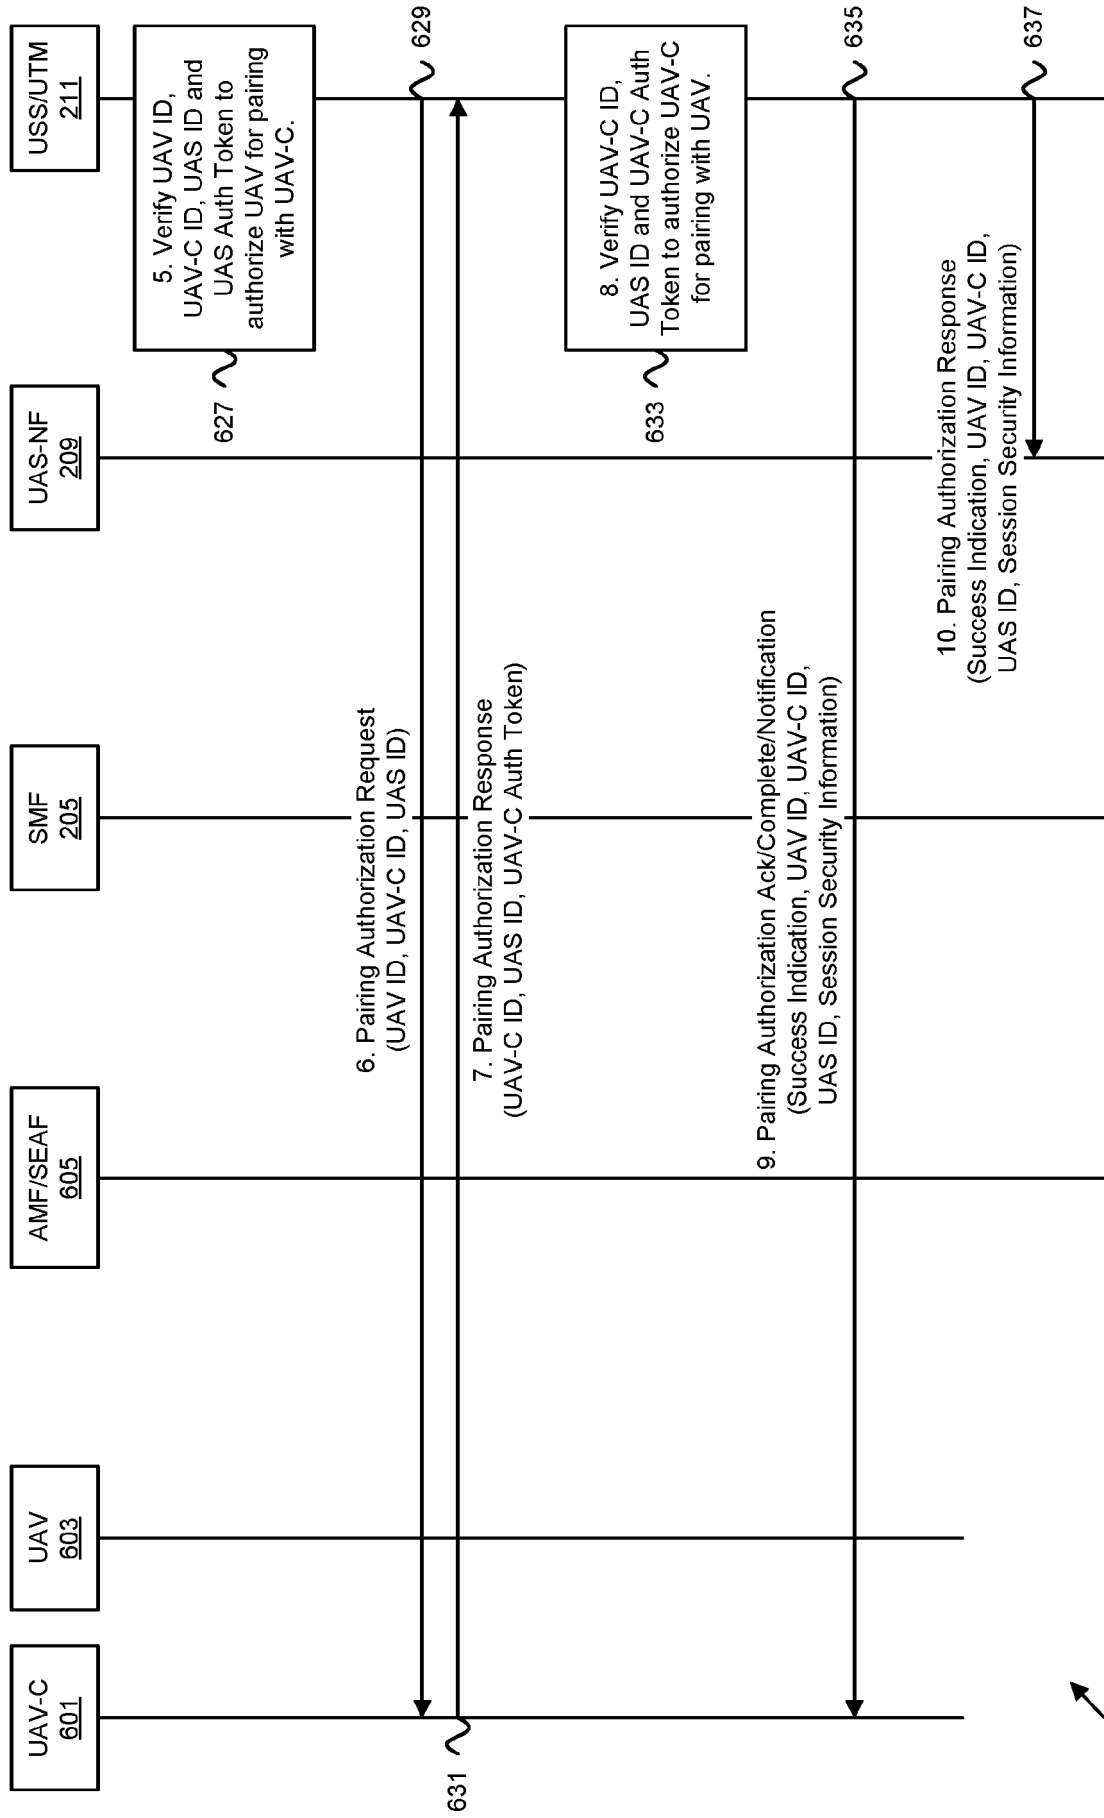 UAV-C
601
UAV
603
AMF/SEAF
605
SMF
205
UAS-NF
209
USS/UTM
211
5. Verify UAV ID,
UAV-C ID, UAS ID and
UAS Auth Token to
authorize UAV for pairing
with UAV-C.
627
6. Pairing Authorization Request
(UAV ID, UAV-C ID, UAS ID)
629
7. Pairing Authorization Response
(UAV-C ID, UAS ID, UAV-C Auth Token)
631
8. Verify UAV-C ID,
UAS ID and UAV-C Auth
Token to authorize UAV-C
for pairing with UAV.
633
9. Pairing Authorization Ack/Complete/Notification
(Success Indication, UAV ID, UAV-C ID,
UAS ID, Session Security Information)
635
10. Pairing Authorization Response
(Success Indication, UAV ID, UAV-C ID,
UAS ID, Session Security Information)
637